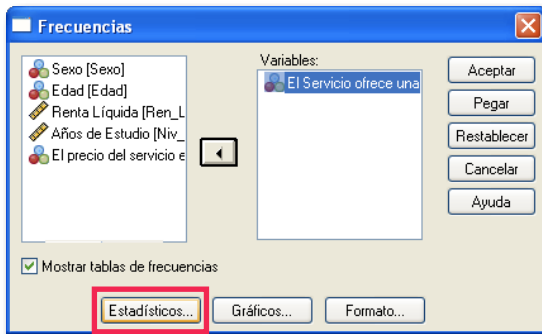 Frecuencias
Sexo [Sexo]
Edad [Edad]
Renta Líquida [Ren_L
Años de Estudio [Niv_
El precio del servicio e
Variables:
El Servicio ofrece una
Aceptar
Pegar
Restablecer
Cancelar
Ayuda
Mostrar tablas de frecuencias
Estadísticos...
Gráficos...
Formato...